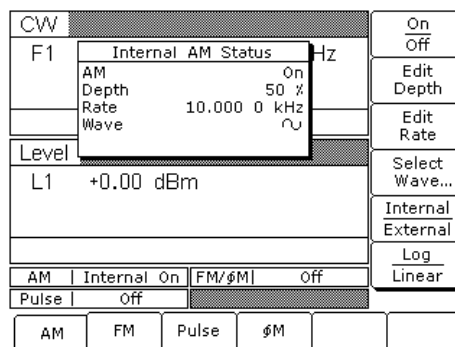 CW
F1 Hz
Internal AM Status
AM On
Depth 50 %
Rate 10.000 0 kHz
Wave
Level
L1 +0.00 dBm
AM | Internal On FM/ϕM| Off
Pulse | Off
AM FM Pulse ϕM
On
Off
Edit
Depth
Edit
Rate
Select
Wave...
Internal
External
Log
Linear